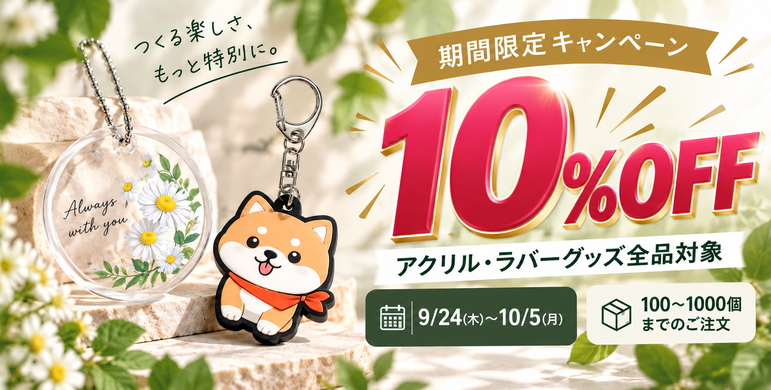 つくる楽しさ、
もっと特別に。
Always
with you
期間限定キャンペーン
10%OFF
アクリル・ラバーグッズ全品対象
9/24(木)～10/5(月)
100～1000個
までのご注文